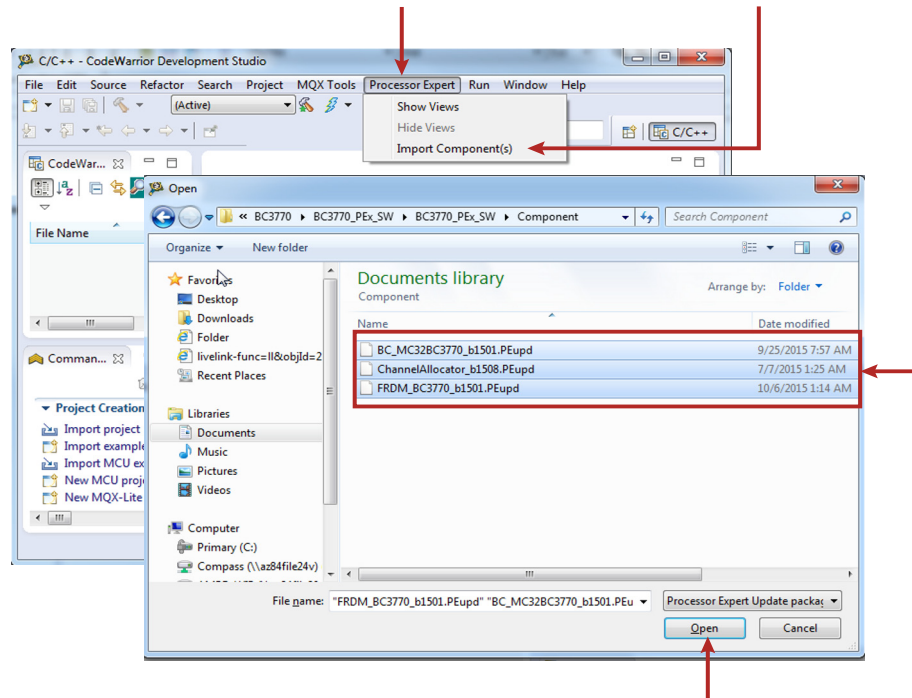 C/C++ - CodeWarrior Development Studio
File Edit Source Refactor Search Project MQX Tools Processor Expert Run Window Help
(Active)
Show Views
Hide Views
Import Component(s)
C/C++
CodeWar...
File Name
Comman...
Project Creation
Import project
Import example
Import MCU ex
New MCU proj
New MQX-Lite
Open
« BC3770 BC3770_PEx_SW BC3770_PEx_SW Component
Search Component
Organize New folder
Favorites
Desktop
Downloads
Folder
livelink-func=ll&objId=2
Recent Places
Libraries
Documents
Music
Pictures
Videos
Computer
Primary (C:)
Compass (\\az84file24v)
Documents library
Component
Arrange by: Folder
Name Date modified
BC_MC32BC3770_b1501.PEupd 9/25/2015 7:57 AM
ChannelAllocator_b1508.PEupd 7/7/2015 1:25 AM
FRDM_BC3770_b1501.PEupd 10/6/2015 1:14 AM
File name: "FRDM_BC3770_b1501.PEupd" "BC_MC32BC3770_b1501.PEu
Processor Expert Update packag
Open Cancel